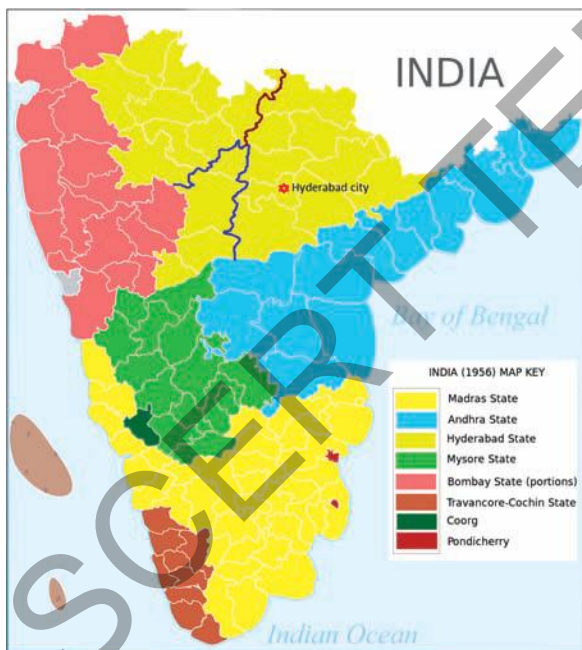 INDIA
Hyderabad city
Bay of Bengal
INDIA (1956) MAP KEY
Madras State
Andhra State
Hyderabad State
Mysore State
Bombay State (portions)
Travancore-Cochin State
Coorg
Pondicherry
Indian Ocean
SCERT TE